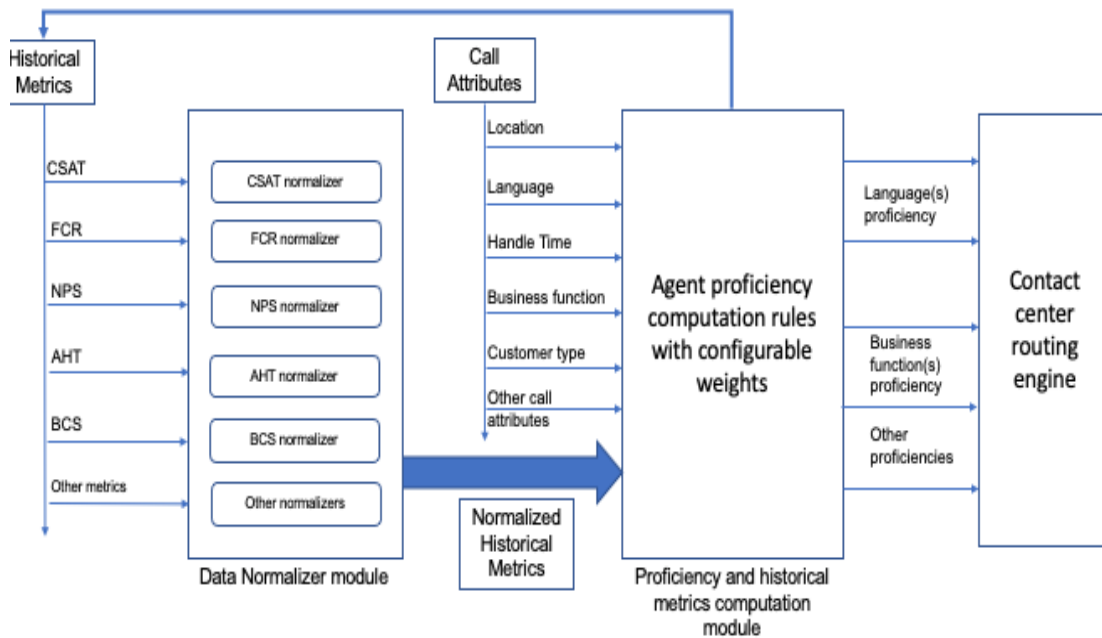 Historical
Metrics
CSAT
FCR
NPS
AHT
BCS
Other metrics
CSAT normalizer
FCR normalizer
NPS normalizer
AHT normalizer
BCS normalizer
Other normalizers
Data Normalizer module
Call
Attributes
Location
Language
Handle Time
Business function
Customer type
Other call
attributes
Normalized
Historical
Metrics
Agent proficiency
computation rules
with configurable
weights
Proficiency and historical
metrics computation
module
Language(s)
proficiency
Business
function(s)
proficiency
Other
proficiencies
Contact
center
routing
engine